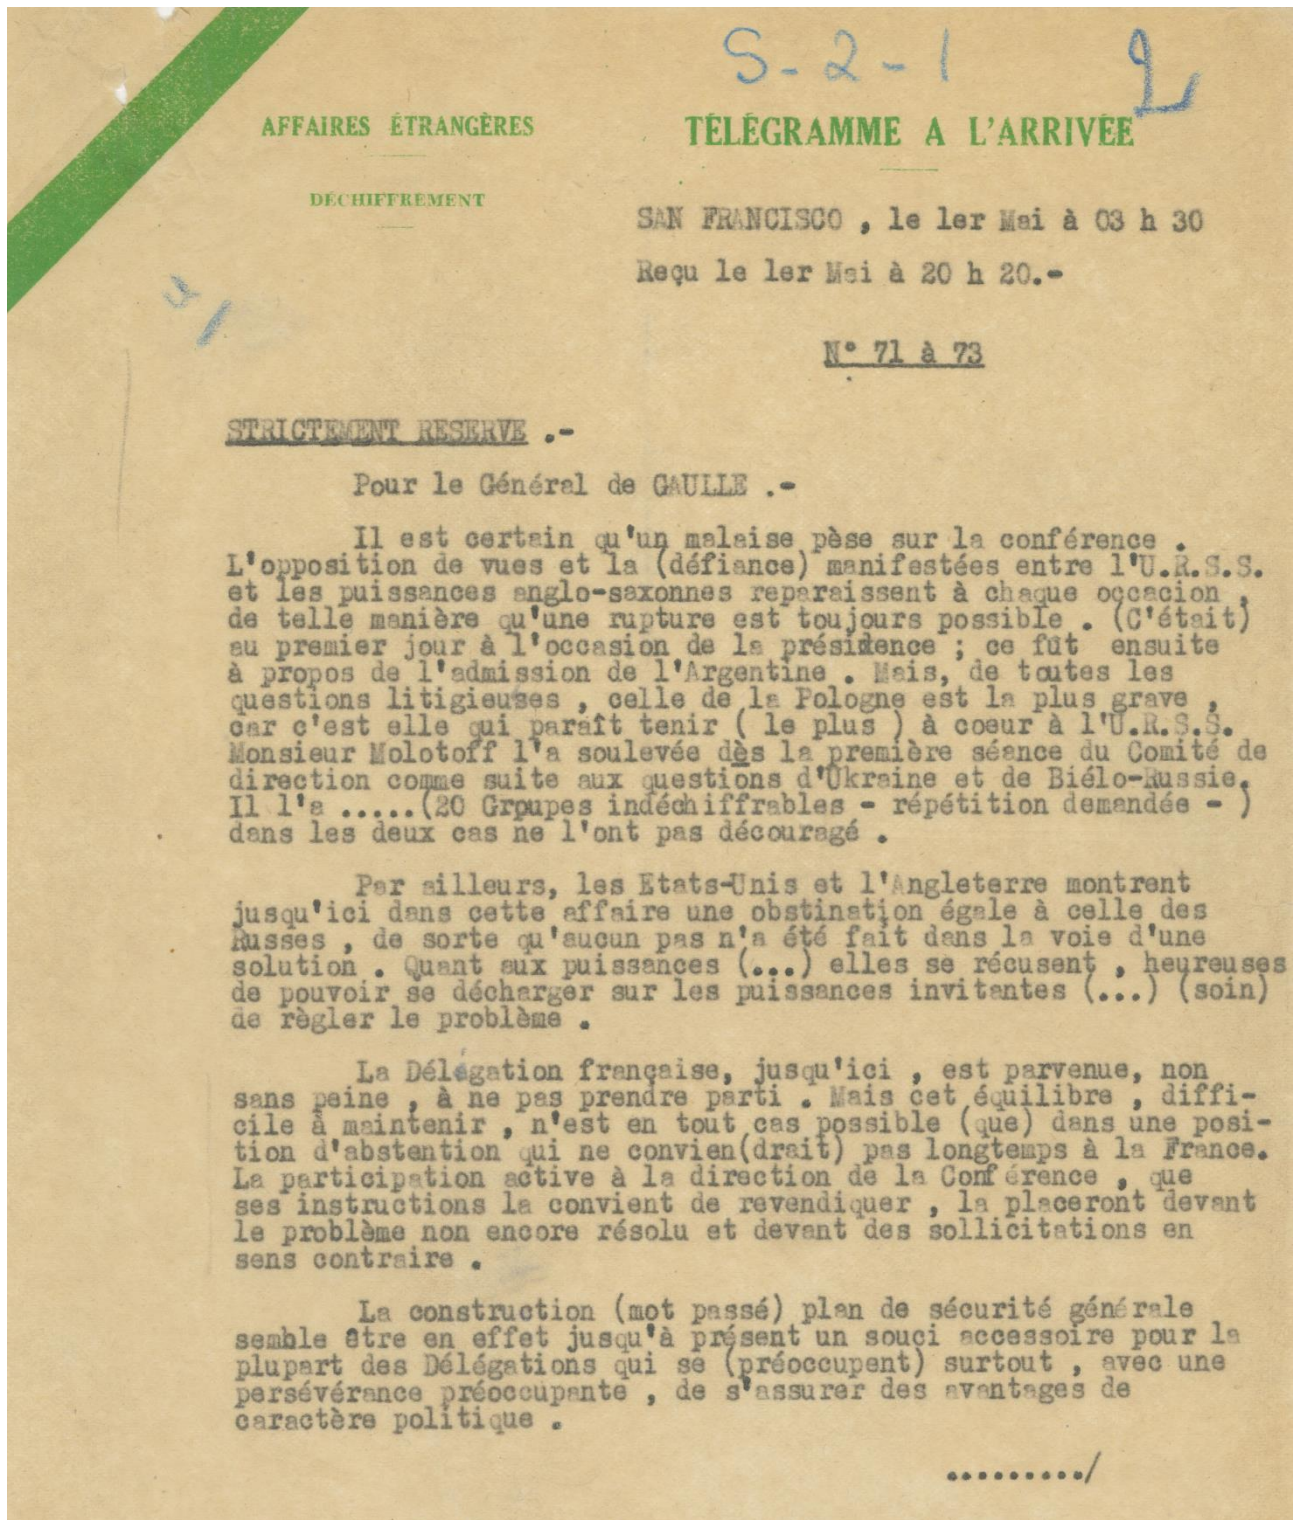 S-2-1 2
AFFAIRES ÉTRANGÈRES
TÉLÉGRAMME A L'ARRIVÉE
DÉCHIFFREMENT
SAN FRANCISCO , le 1er Mai à 03 h 30
Reçu le 1er Mai à 20 h 20.-
N° 71 à 73
STRICTEMENT RESERVE .-
Pour le Général de GAULLE .-
Il est certain qu'un malaise pèse sur la conférence .
L'opposition de vues et la (défiance) manifestées entre l'U.R.S.S.
et les puissances anglo-saxonnes reparaissent à chaque occacion ,
de telle manière qu'une rupture est toujours possible . (C'était)
au premier jour à l'occasion de la présidence ; ce fût ensuite
à propos de l'admission de l'Argentine . Mais, de toutes les
questions litigieuses , celle de la Pologne est la plus grave ,
car c'est elle qui paraît tenir ( le plus ) à coeur à l'U.R.S.S.
Monsieur Molotoff l'a soulevée dès la première séance du Comité de
direction comme suite aux questions d'Ukraine et de Biélo-Russie.
Il l'a .....(20 Groupes indéchiffrables - répétition demandée - )
dans les deux cas ne l'ont pas découragé .
Par ailleurs, les Etats-Unis et l'Angleterre montrent
jusqu'ici dans cette affaire une obstination égale à celle des
Russes , de sorte qu'aucun pas n'a été fait dans la voie d'une
solution . Quant aux puissances (...) elles se récusent , heureuses
de pouvoir se décharger sur les puissances invitantes (...) (soin)
de règler le problème .
La Délégation française, jusqu'ici , est parvenue, non
sans peine , à ne pas prendre parti . Mais cet équilibre , diffi-
cile à maintenir , n'est en tout cas possible (que) dans une posi-
tion d'abstention qui ne convien(drait) pas longtemps à la France.
La participation active à la direction de la Conférence , que
ses instructions la convient de revendiquer , la placeront devant
le problème non encore résolu et devant des sollicitations en
sens contraire .
La construction (mot passé) plan de sécurité générale
semble être en effet jusqu'à présent un souci accessoire pour la
plupart des Délégations qui se (préoccupent) surtout , avec une
persévérance préoccupante , de s'assurer des avantages de
caractère politique .
........./